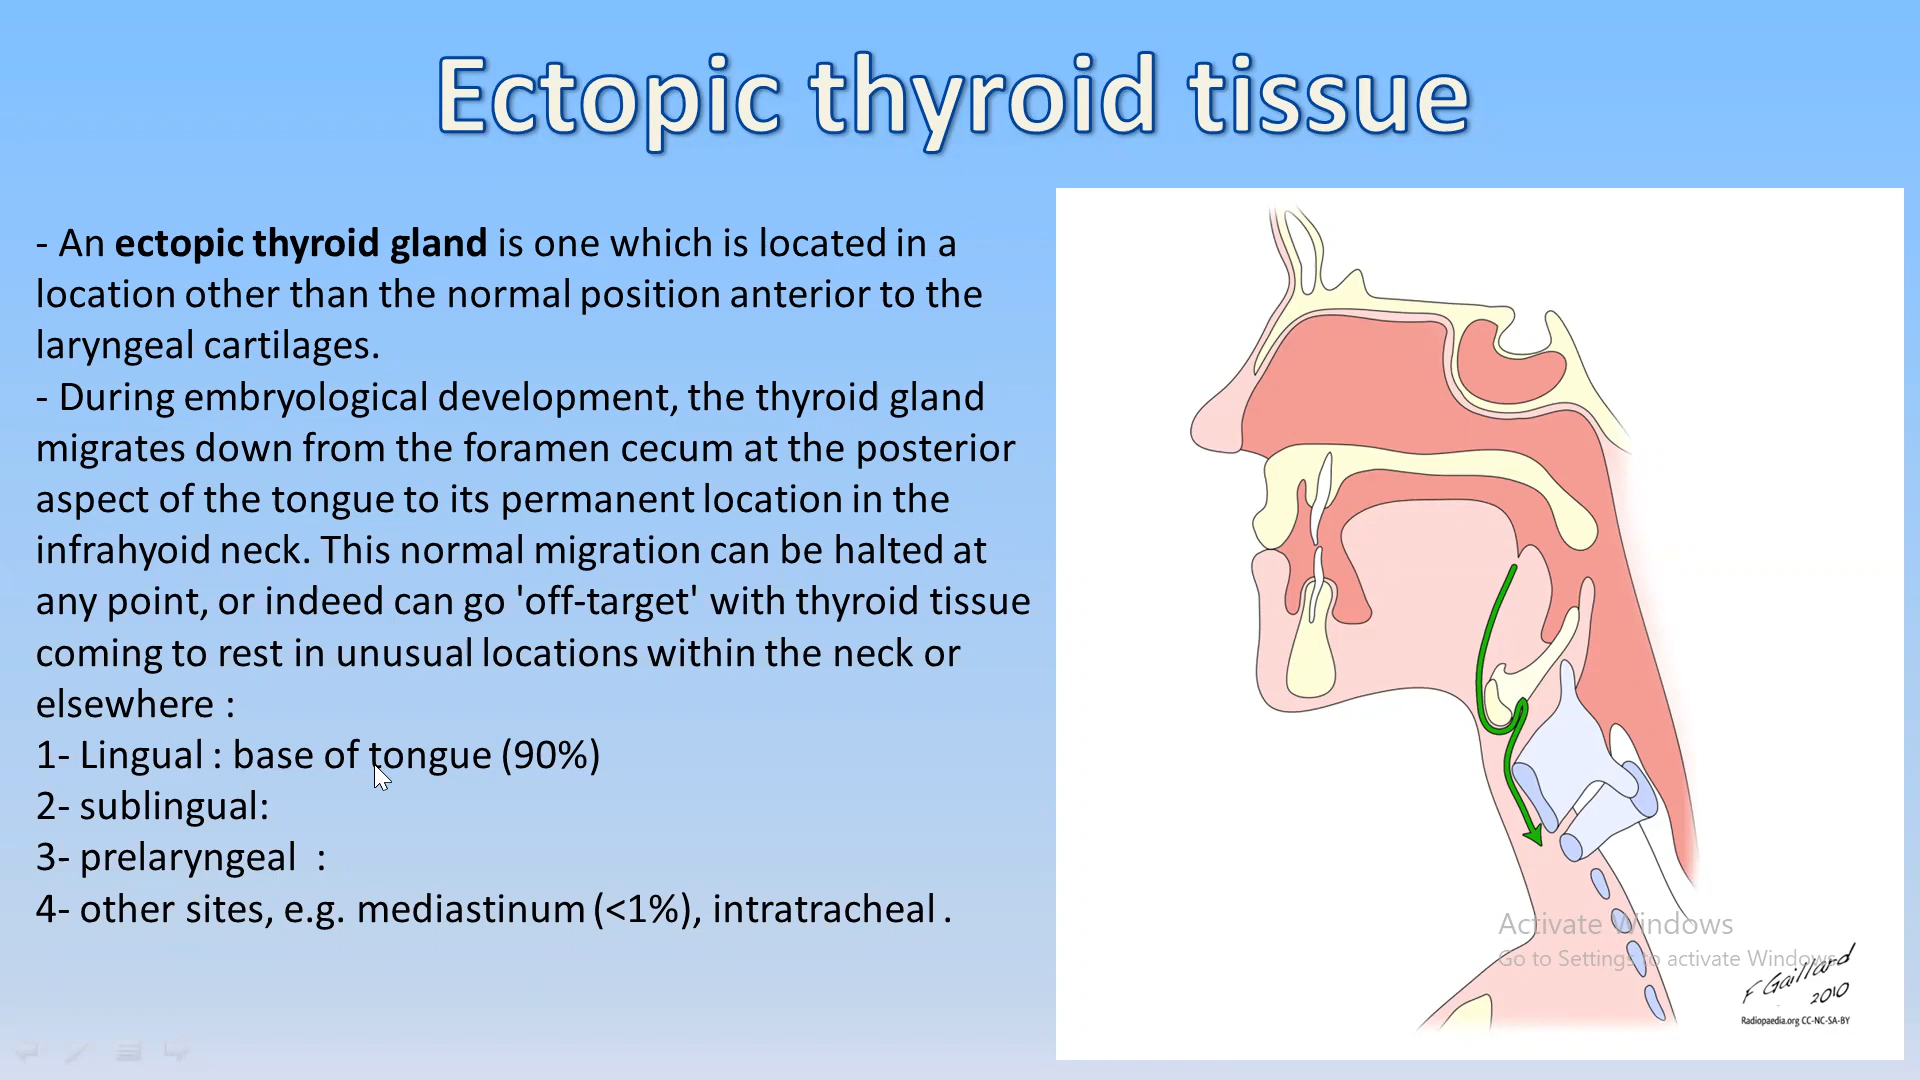 Ectopic thyroid tissue
- An ectopic thyroid gland is one which is located in a
location other than the normal position anterior to the
laryngeal cartilages.
- During embryological development, the thyroid gland
migrates down from the foramen cecum at the posterior
aspect of the tongue to its permanent location in the
infrahyoid neck. This normal migration can be halted at
any point, or indeed can go 'off-target' with thyroid tissue
coming to rest in unusual locations within the neck or
elsewhere :
1- Lingual : base of tongue (90%)
2- sublingual:
3- prelaryngeal  :
4- other sites, e.g. mediastinum (<1%), intratracheal .
Activate Windows
Go to Settings to activate Windows.
F Gaillard
2010
Radiopaedia.org CC-NC-SA-BY